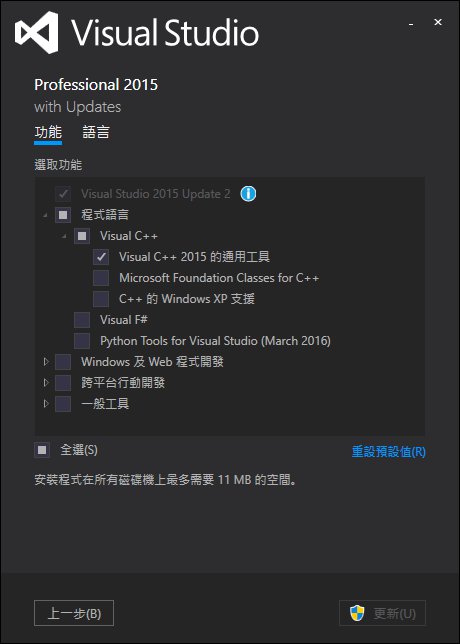 Visual Studio
Professional 2015
with Updates
功能 語言
選取功能
Visual Studio 2015 Update 2
程式語言
Visual C++
Visual C++ 2015 的通用工具
Microsoft Foundation Classes for C++
C++ 的 Windows XP 支援
Visual F#
Python Tools for Visual Studio (March 2016)
Windows 及 Web 程式開發
跨平台行動開發
一般工具
全選(S) 重設預設值(R)
安裝程式在所有磁碟機上最多需要 11 MB 的空間。
上一步(B) 更新(U)